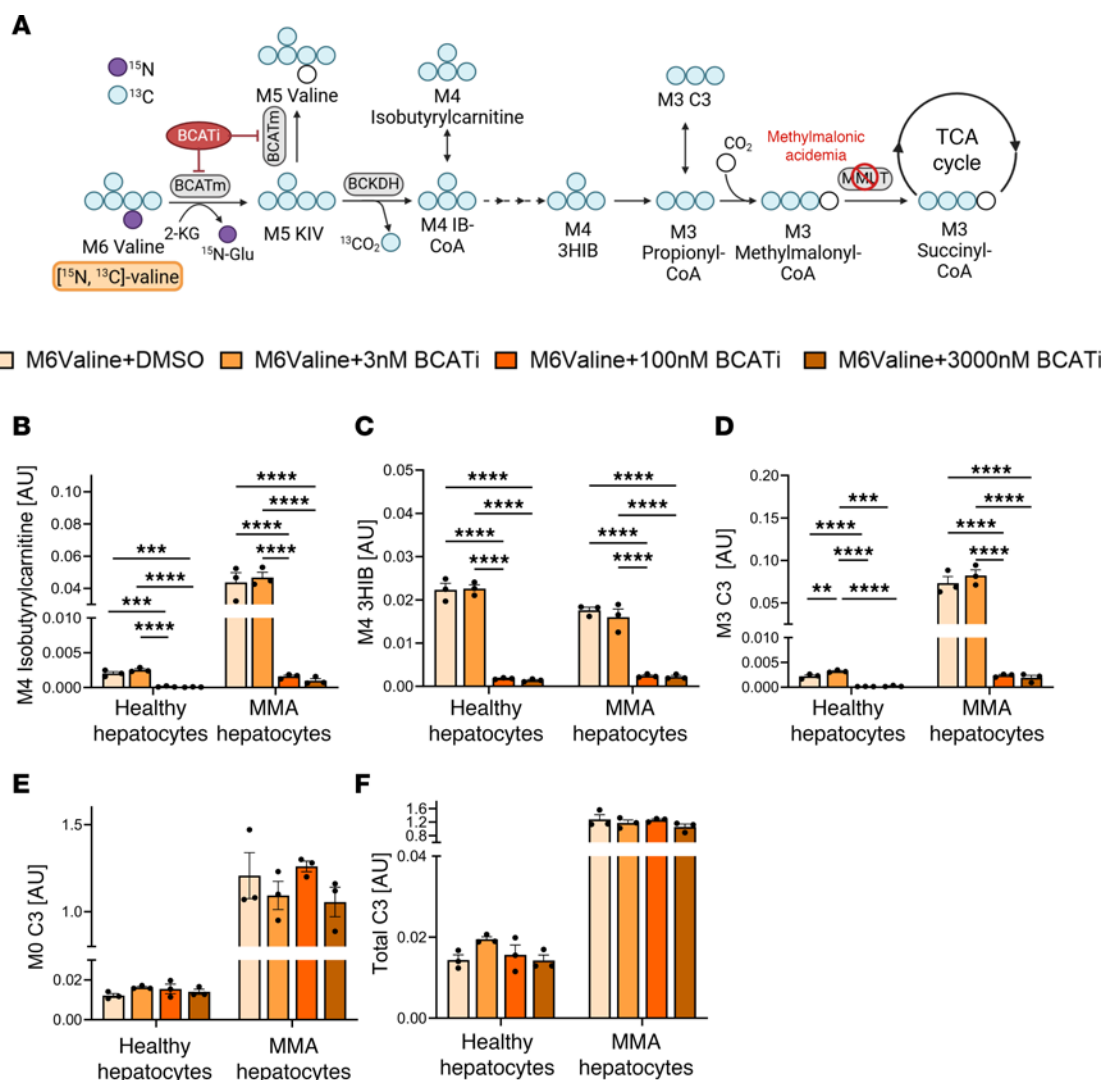 A
15N
13C
M5 Valine
M4
Isobutyrylcarnitine
M3 C3
CO2
Methylmalonic
acidemia
TCA
cycle
BCATi
BCATm
BCATm
BCKDH
M6 Valine
2-KG
15N-Glu
M5 KIV
13CO2
M4 IB-
CoA
M4
3HIB
M3
Propionyl-
CoA
M3
Methylmalonyl-
CoA
M3
Succinyl-
CoA
[15N, 13C]-valine
M6Valine+DMSO M6Valine+3nM BCATi M6Valine+100nM BCATi M6Valine+3000nM BCATi
B
M4 Isobutyrylcarnitine [AU]
0.10
0.08
0.06
0.04
0.010
0.005
0.000
***
****
***
****
****
****
****
****
Healthy
hepatocytes
MMA
hepatocytes
C
M4 3HIB [AU]
0.05
0.04
0.03
0.02
0.01
0.00
****
****
****
****
****
****
****
****
Healthy
hepatocytes
MMA
hepatocytes
D
M3 C3 [AU]
0.20
0.15
0.10
0.05
0.010
0.005
0.000
***
****
****
** ****
****
****
****
****
Healthy
hepatocytes
MMA
hepatocytes
E
M0 C3 [AU]
1.5
1.0
0.02
0.00
Healthy
hepatocytes
MMA
hepatocytes
F
Total C3 [AU]
1.6
1.2
0.8
0.04
0.02
0.00
Healthy
hepatocytes
MMA
hepatocytes